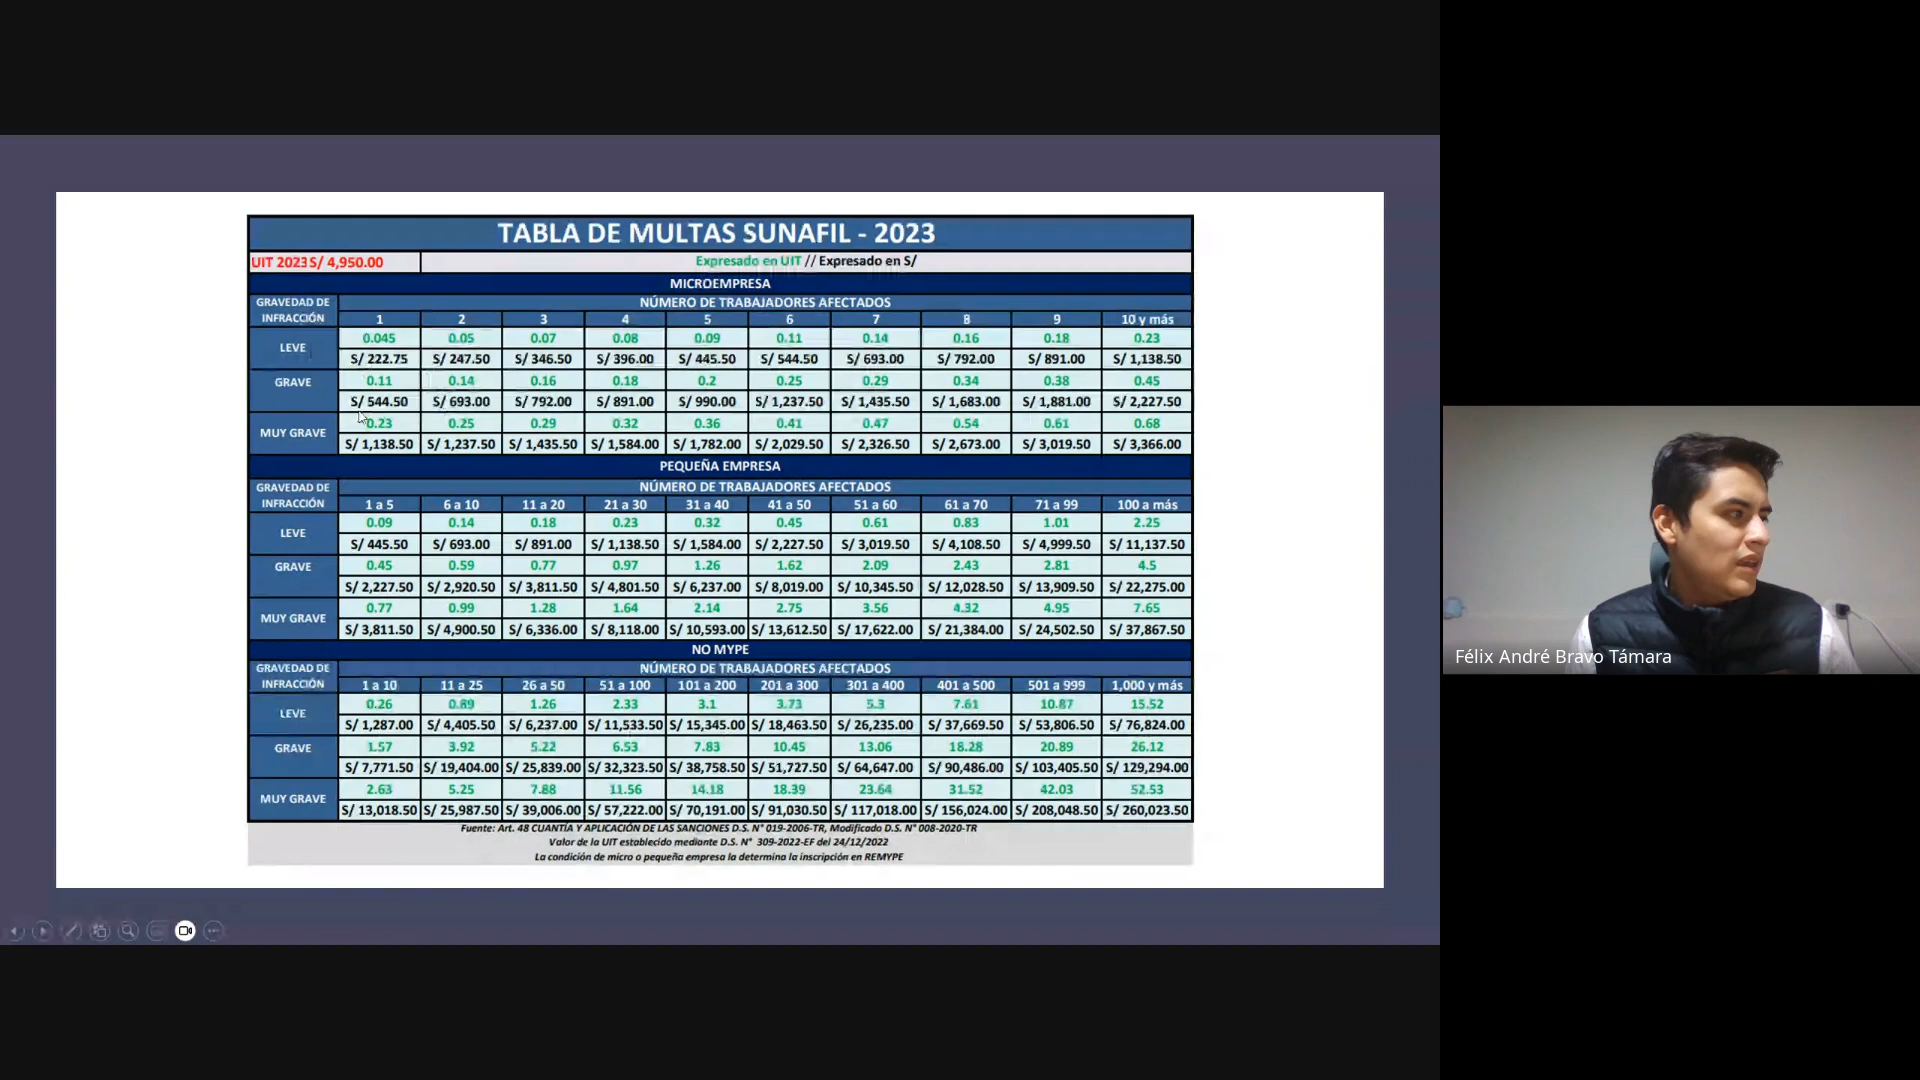 TABLA DE MULTAS SUNAFIL - 2023
UIT 2023 S/ 4,950.00 Expresado en UIT // Expresado en S/
MICROEMPRESA
GRAVEDAD DE INFRACCIÓN NÚMERO DE TRABAJADORES AFECTADOS
1 2 3 4 5 6 7 8 9 10 y más
LEVE 0.045 0.05 0.07 0.08 0.09 0.11 0.14 0.16 0.18 0.23
S/ 222.75 S/ 247.50 S/ 346.50 S/ 396.00 S/ 445.50 S/ 544.50 S/ 693.00 S/ 792.00 S/ 891.00 S/ 1,138.50
GRAVE 0.11 0.14 0.16 0.18 0.2 0.25 0.29 0.34 0.38 0.45
S/ 544.50 S/ 693.00 S/ 792.00 S/ 891.00 S/ 990.00 S/ 1,237.50 S/ 1,435.50 S/ 1,683.00 S/ 1,881.00 S/ 2,227.50
MUY GRAVE 0.23 0.25 0.29 0.32 0.36 0.41 0.47 0.54 0.61 0.68
S/ 1,138.50 S/ 1,237.50 S/ 1,435.50 S/ 1,584.00 S/ 1,782.00 S/ 2,029.50 S/ 2,326.50 S/ 2,673.00 S/ 3,019.50 S/ 3,366.00
PEQUEÑA EMPRESA
GRAVEDAD DE INFRACCIÓN NÚMERO DE TRABAJADORES AFECTADOS
1 a 5 6 a 10 11 a 20 21 a 30 31 a 40 41 a 50 51 a 60 61 a 70 71 a 99 100 a más
LEVE 0.09 0.14 0.18 0.23 0.32 0.45 0.61 0.83 1.01 2.25
S/ 445.50 S/ 693.00 S/ 891.00 S/ 1,138.50 S/ 1,584.00 S/ 2,227.50 S/ 3,019.50 S/ 4,108.50 S/ 4,999.50 S/ 11,137.50
GRAVE 0.45 0.59 0.77 0.97 1.26 1.62 2.09 2.43 2.81 4.5
S/ 2,227.50 S/ 2,920.50 S/ 3,811.50 S/ 4,801.50 S/ 6,237.00 S/ 8,019.00 S/ 10,345.50 S/ 12,028.50 S/ 13,909.50 S/ 22,275.00
MUY GRAVE 0.77 0.99 1.28 1.64 2.14 2.75 3.56 4.32 4.95 7.65
S/ 3,811.50 S/ 4,900.50 S/ 6,336.00 S/ 8,118.00 S/ 10,593.00 S/ 13,612.50 S/ 17,622.00 S/ 21,384.00 S/ 24,502.50 S/ 37,867.50
NO MYPE
GRAVEDAD DE INFRACCIÓN NÚMERO DE TRABAJADORES AFECTADOS
1 a 10 11 a 25 26 a 50 51 a 100 101 a 200 201 a 300 301 a 400 401 a 500 501 a 999 1,000 y más
LEVE 0.26 0.89 1.26 2.33 3.1 3.73 5.3 7.61 10.87 15.52
S/ 1,287.00 S/ 4,405.50 S/ 6,237.00 S/ 11,533.50 S/ 15,345.00 S/ 18,463.50 S/ 26,235.00 S/ 37,669.50 S/ 53,806.50 S/ 76,824.00
GRAVE 1.57 3.92 5.22 6.53 7.83 10.45 13.06 18.28 20.89 26.12
S/ 7,771.50 S/ 19,404.00 S/ 25,839.00 S/ 32,323.50 S/ 38,758.50 S/ 51,727.50 S/ 64,647.00 S/ 90,486.00 S/ 103,405.50 S/ 129,294.00
MUY GRAVE 2.63 5.25 7.88 11.56 14.18 18.39 23.64 31.52 42.03 52.53
S/ 13,018.50 S/ 25,987.50 S/ 39,006.00 S/ 57,222.00 S/ 70,191.00 S/ 91,030.50 S/ 117,018.00 S/ 156,024.00 S/ 208,048.50 S/ 260,023.50
Fuente: Art. 48 CUANTÍA Y APLICACIÓN DE LAS SANCIONES D.S. N° 019-2006-TR, Modificado D.S. N° 008-2020-TR
Valor de la UIT establecido mediante D.S. N° 309-2022-EF del 24/12/2022
La condición de micro o pequeña empresa la determina la inscripción en REMYPE
Félix André Bravo Támara